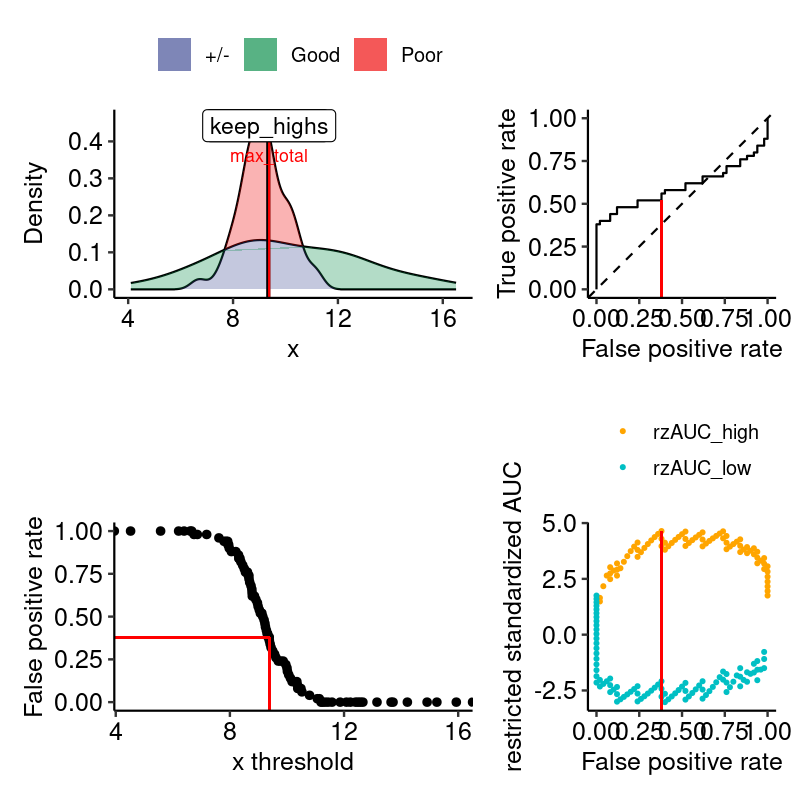 +/- Good Poor
keep_highs
max_total
Density
0.4
0.3
0.2
0.1
0.0
4 8 12 16
x
True positive rate
1.00
0.75
0.50
0.25
0.00
0.00 0.25 0.50 0.75 1.00
False positive rate
False positive rate
1.00
0.75
0.50
0.25
0.00
4 8 12 16
x threshold
rzAUC_high
rzAUC_low
restricted standardized AUC
5.0
2.5
0.0
-2.5
0.00 0.25 0.50 0.75 1.00
False positive rate